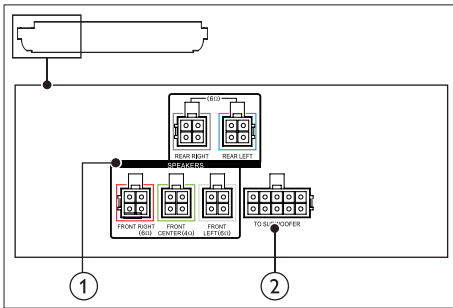 (6Ω)
REAR RIGHT REAR LEFT
SPEAKERS
FRONT RIGHT FRONT FRONT TO SUBWOOFER
(6Ω) CENTER(4Ω) LEFT(6Ω)
1 2